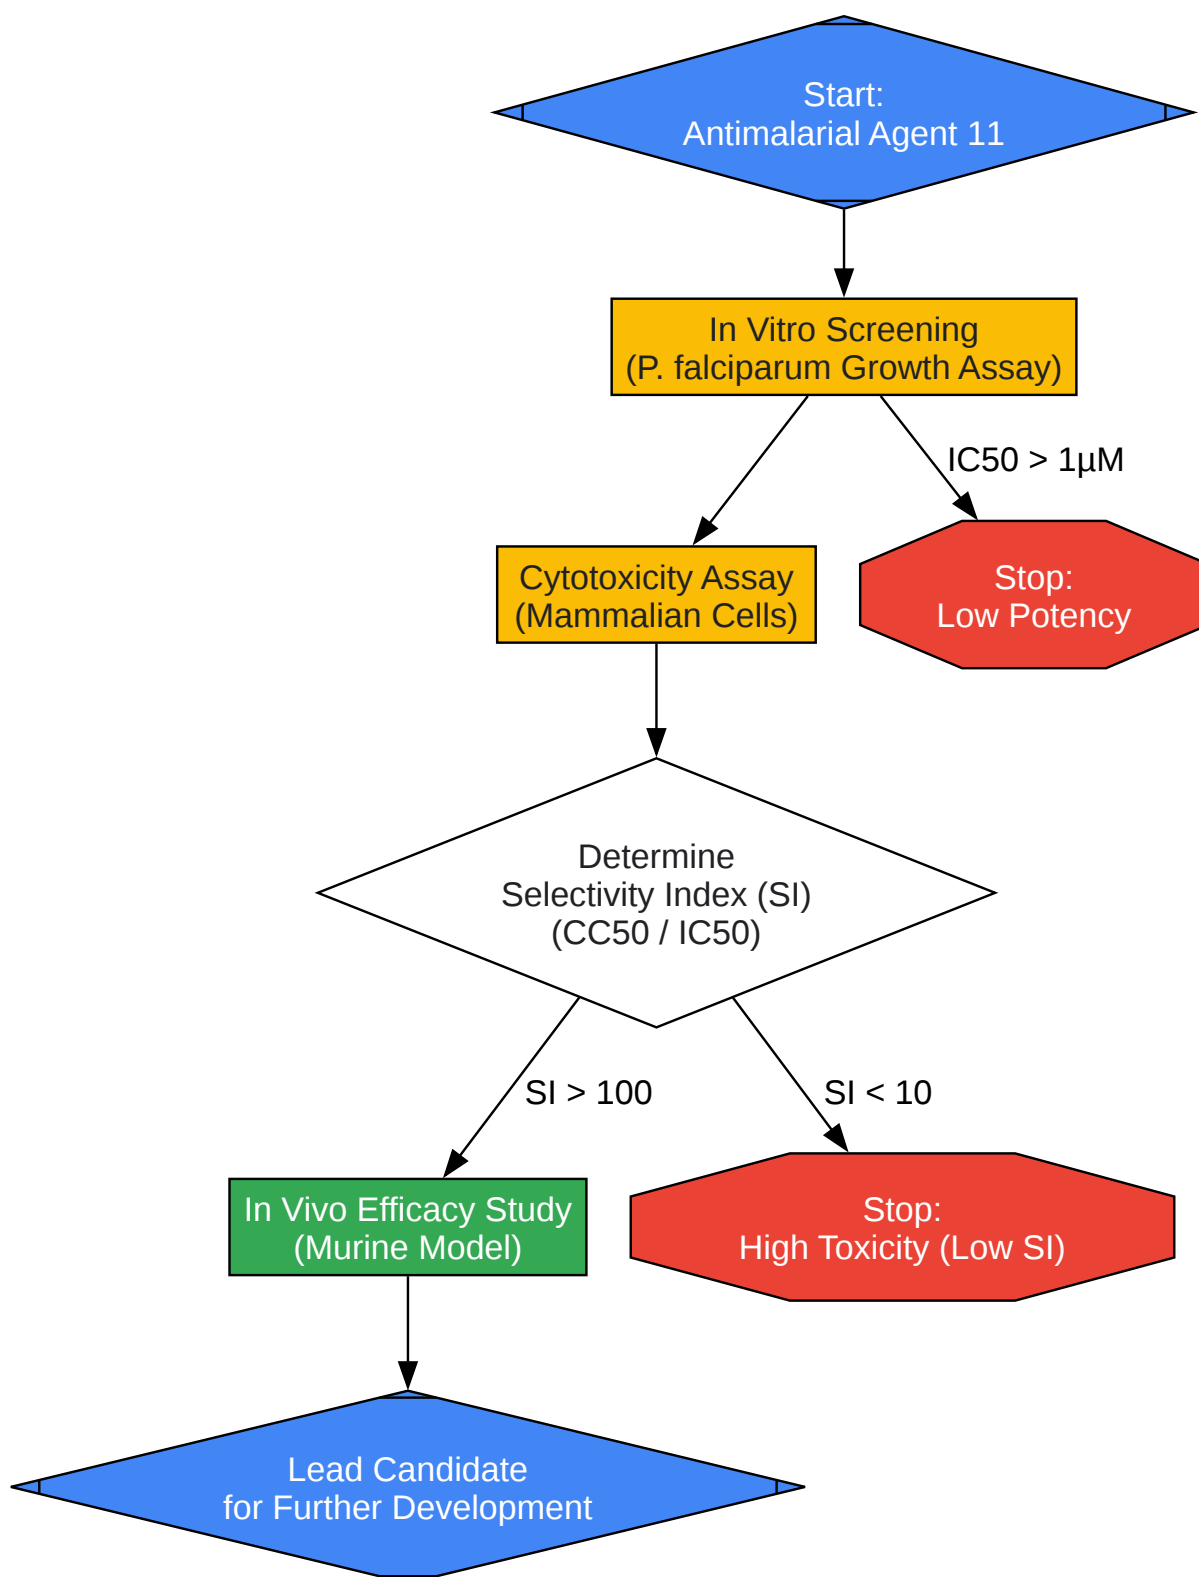 Start:
Antimalarial Agent 11
In Vitro Screening
(P. falciparum Growth Assay)
IC50 > 1µM
Cytotoxicity Assay
(Mammalian Cells)
Stop:
Low Potency
Determine
Selectivity Index (SI)
(CC50 / IC50)
SI > 100
SI < 10
In Vivo Efficacy Study
(Murine Model)
Stop:
High Toxicity (Low SI)
Lead Candidate
for Further Development